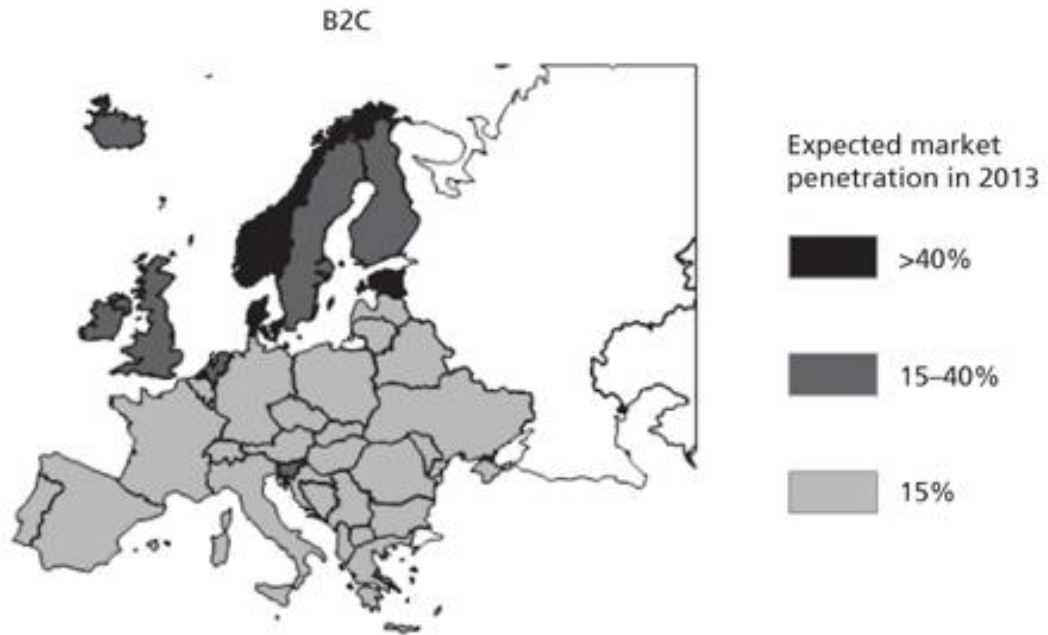 B2C
Expected market
penetration in 2013
>40%
15–40%
15%